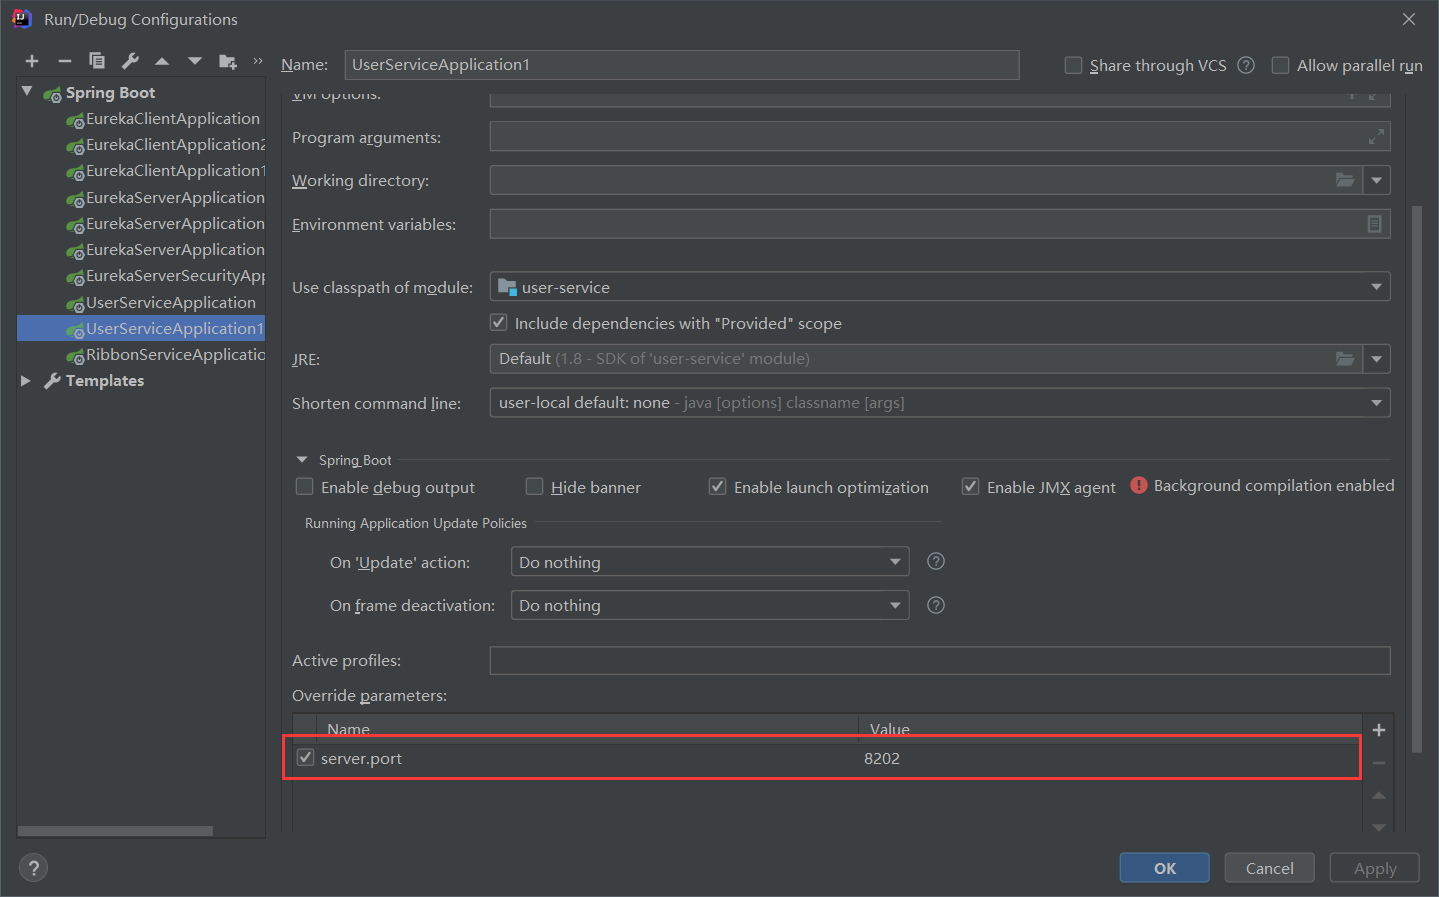 Run/Debug Configurations
Name: UserServiceApplication1
Share through VCS
Allow parallel run
Spring Boot
EurekaClientApplication
EurekaClientApplication2
EurekaClientApplication1
EurekaServerApplication
EurekaServerApplication
EurekaServerApplication
EurekaServerSecurityApp
UserServiceApplication
UserServiceApplication1
RibbonServiceApplicatio
Templates
VM options:
Program arguments:
Working directory:
Environment variables:
Use classpath of module: user-service
Include dependencies with "Provided" scope
JRE: Default (1.8 - SDK of 'user-service' module)
Shorten command line: user-local default: none - java [options] classname [args]
Spring Boot
Enable debug output Hide banner Enable launch optimization Enable JMX agent Background compilation enabled
Running Application Update Policies
On 'Update' action: Do nothing
On frame deactivation: Do nothing
Active profiles:
Override parameters:
Name Value
server.port 8202
OK Cancel Apply